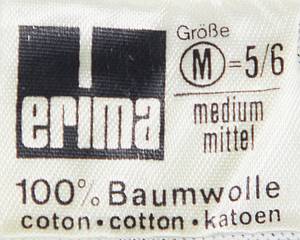 Größe
M=5/6
erima
medium
mittel
100% Baumwolle
coton·cotton·katoen